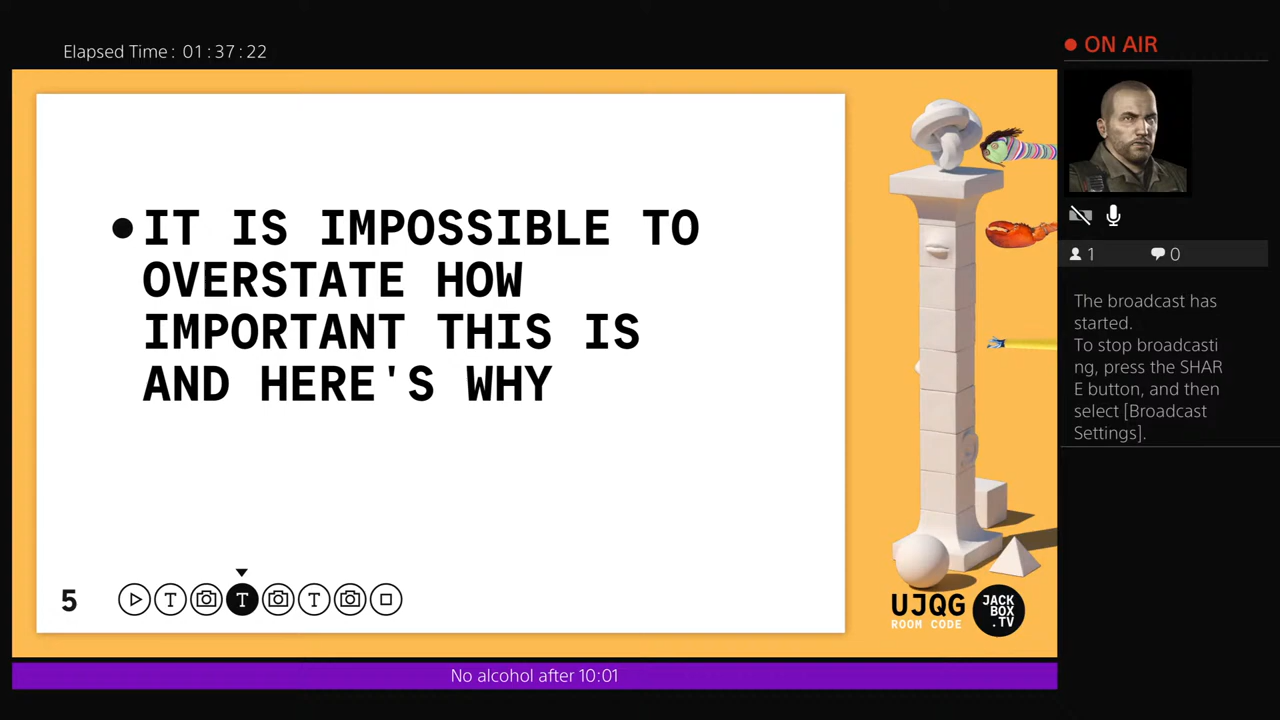 Elapsed Time: 01:37:22
ON AIR
•IT IS IMPOSSIBLE TO
OVERSTATE HOW
IMPORTANT THIS IS
AND HERE'S WHY
1
0
The broadcast has
started.
To stop broadcasti
ng, press the SHAR
E button, and then
select [Broadcast
Settings].
5
T
T
T
UJQG
ROOM CODE
JACK
BOX
.TV
No alcohol after 10:01